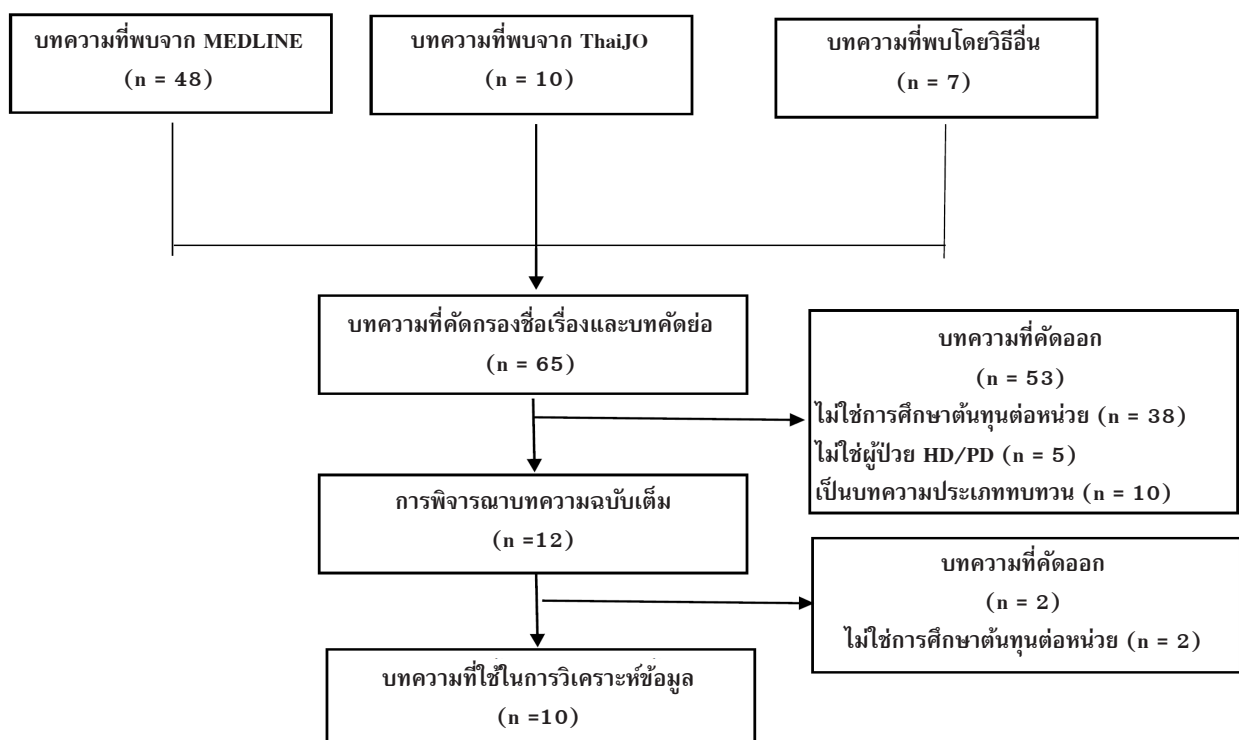 บทความที่พบจาก MEDLINE
(n = 48)
บทความที่พบจาก ThaiJO
(n = 10)
บทความที่พบโดยวิธีอื่น
(n = 7)
บทความที่คัดกรองชื่อเรื่องและบทคัดย่อ
(n = 65)
บทความที่คัดออก
(n = 53)
ไม่ใช่การศึกษาต้นทุนต่อหน่วย (n = 38)
ไม่ใช่ผู้ป่วย HD/PD (n = 5)
เป็นบทความประเภททบทวน (n = 10)
การพิจารณาบทความฉบับเต็ม
(n =12)
บทความที่คัดออก
(n = 2)
ไม่ใช่การศึกษาต้นทุนต่อหน่วย (n = 2)
บทความที่ใช้ในการวิเคราะห์ข้อมูล
(n =10)